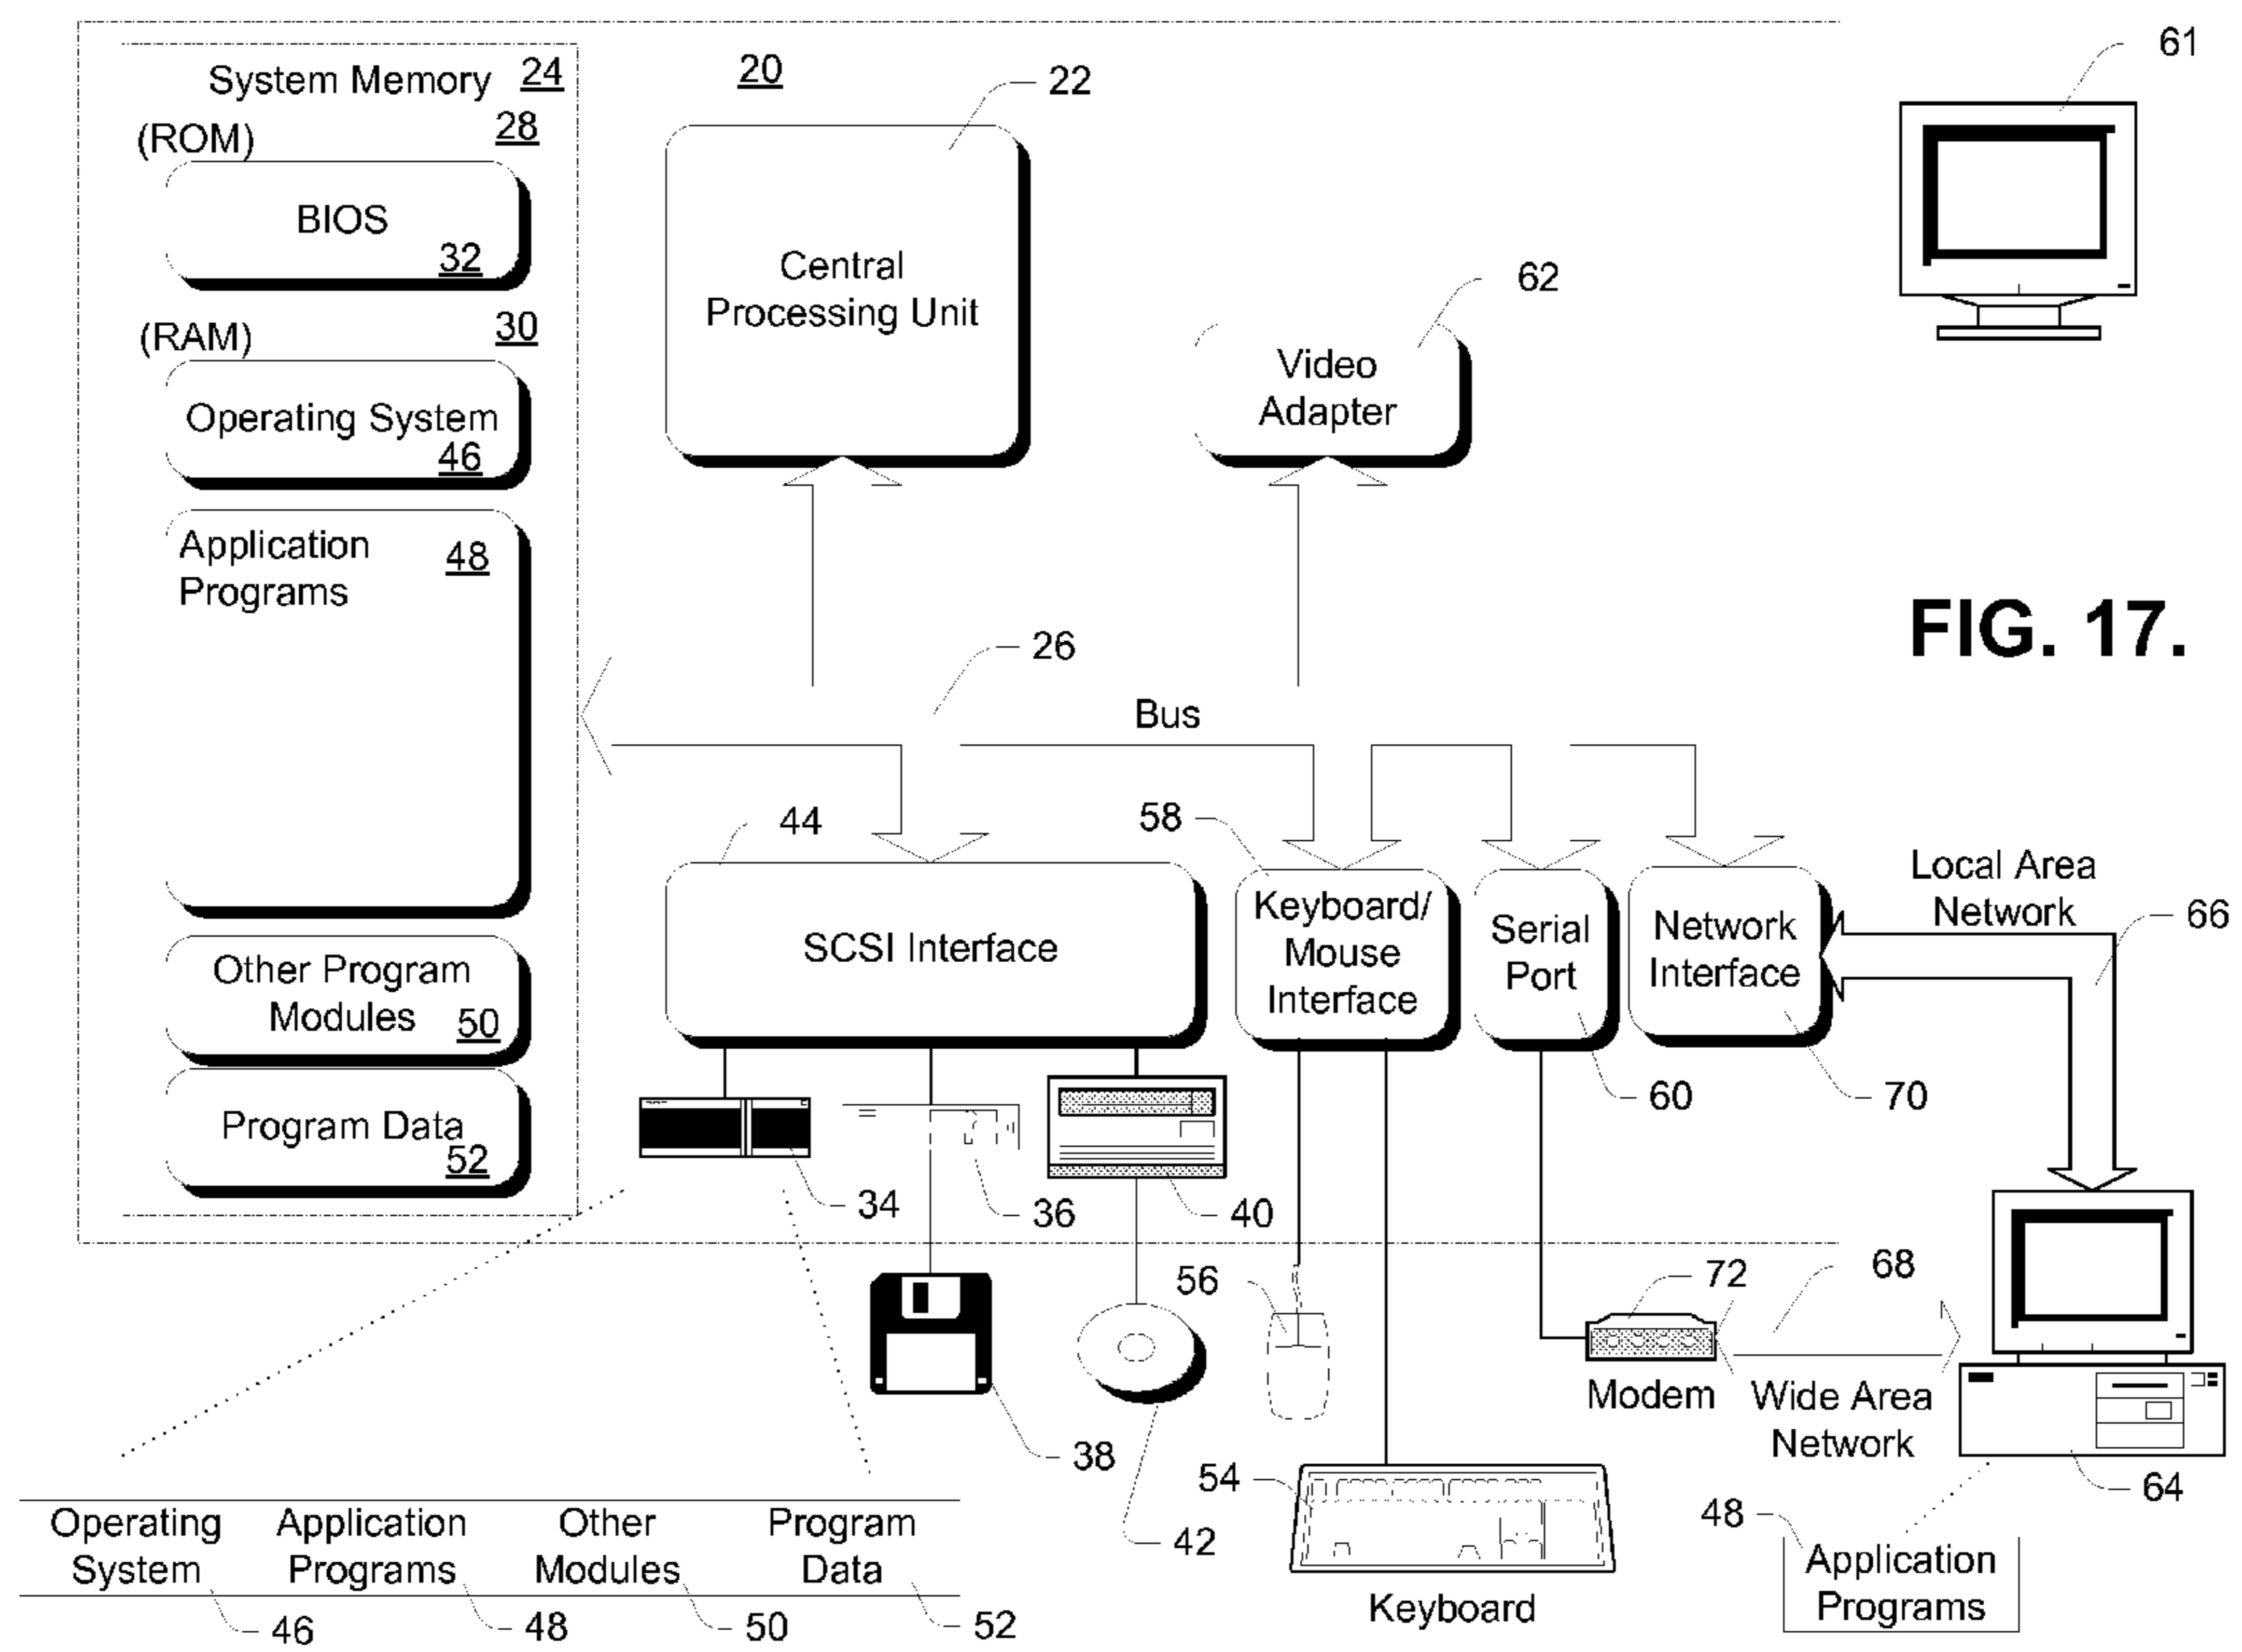 System Memory 24
20
22
61
(ROM) 28
BIOS
32
Central
Processing Unit
62
(RAM) 30
Operating System
46
Video
Adapter
Application 48
Programs
FIG. 17.
26
Bus
44
58
SCSI Interface
Keyboard/
Mouse
Interface
Serial
Port
Network
Interface
Local Area
Network
66
Other Program
Modules 50
Program Data
52
34
36
40
60
70
56
72
68
Modem
Wide Area
Network
38
54
42
64
Keyboard
48
Application
Programs
Operating
System
Application
Programs
Other
Modules
Program
Data
46
48
50
52